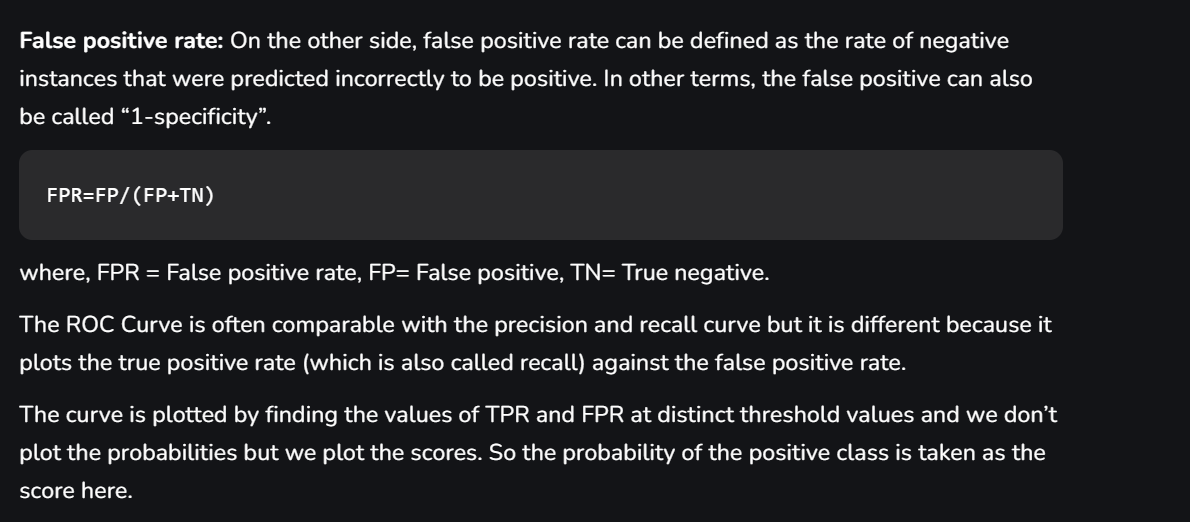 False positive rate: On the other side, false positive rate can be defined as the rate of negative
instances that were predicted incorrectly to be positive. In other terms, the false positive can also
be called “1-specificity”.
FPR=FP/(FP+TN)
where, FPR = False positive rate, FP= False positive, TN= True negative.
The ROC Curve is often comparable with the precision and recall curve but it is different because it
plots the true positive rate (which is also called recall) against the false positive rate.
The curve is plotted by finding the values of TPR and FPR at distinct threshold values and we don’t
plot the probabilities but we plot the scores. So the probability of the positive class is taken as the
score here.